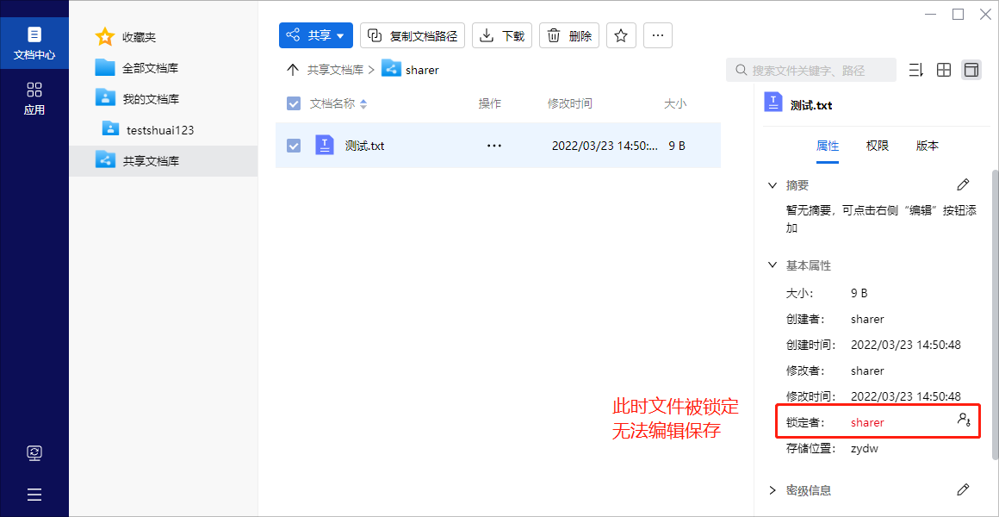 文档中心
应用
收藏夹
全部文档库
我的文档库
testshuai123
共享文档库
共享
复制文档路径
下载
删除
共享文档库
sharer
搜索文件关键字、路径
文档名称
操作
修改时间
大小
测试.txt
2022/03/23 14:50:...
9 B
此时文件被锁定
无法编辑保存
测试.txt
属性
权限
版本
摘要
暂无摘要，可点击右侧“编辑”按钮添
加
基本属性
大小： 9 B
创建者： sharer
创建时间： 2022/03/23 14:50:48
修改者： sharer
修改时间： 2022/03/23 14:50:48
锁定者： sharer
存储位置： zydw
密级信息